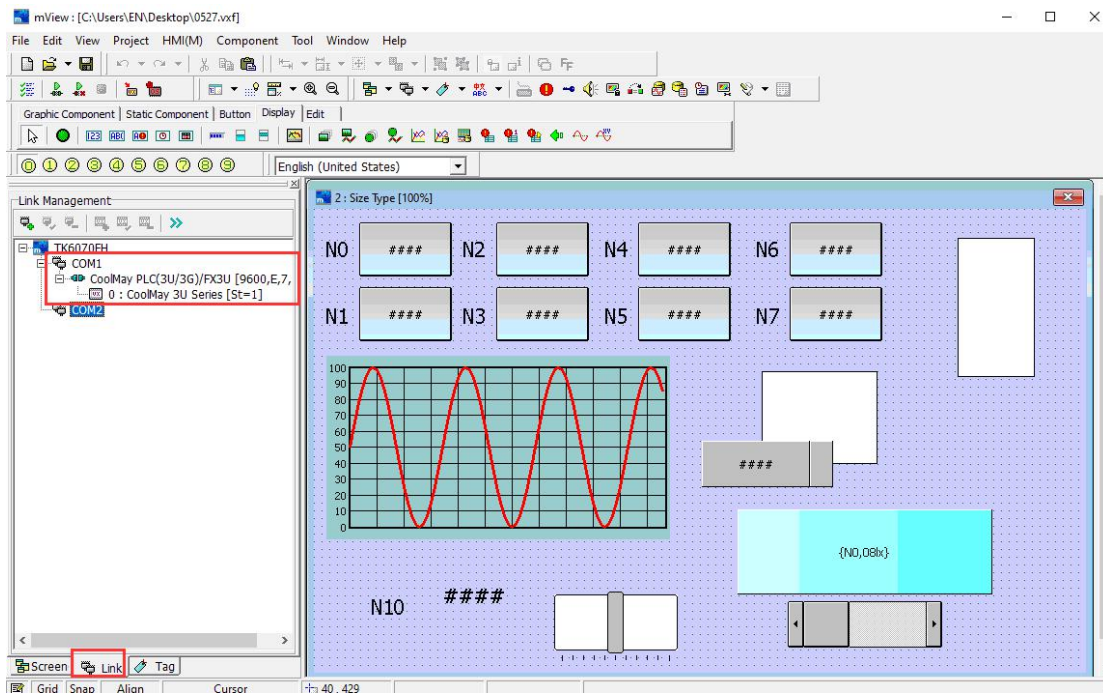 mView : [C:\Users\EN\Desktop\0527.vxf]
File Edit View Project HMI(M) Component Tool Window Help
Graphic Component Static Component Button Display Edit
English (United States)
Link Management
TK6070FH
COM1
CoolMay PLC(3U/3G)/FX3U [9600,E,7,
0 : CoolMay 3U Series [St=1]
COM2
2 : Size Type [100%]
N0 #### N2 #### N4 #### N6 ####
N1 #### N3 #### N5 #### N7 ####
100
90
80
70
60
50
40
30
20
10
0
####
{N0,08lx}
N10 ####
Screen Link Tag
Grid Snap Align Cursor 40 , 429